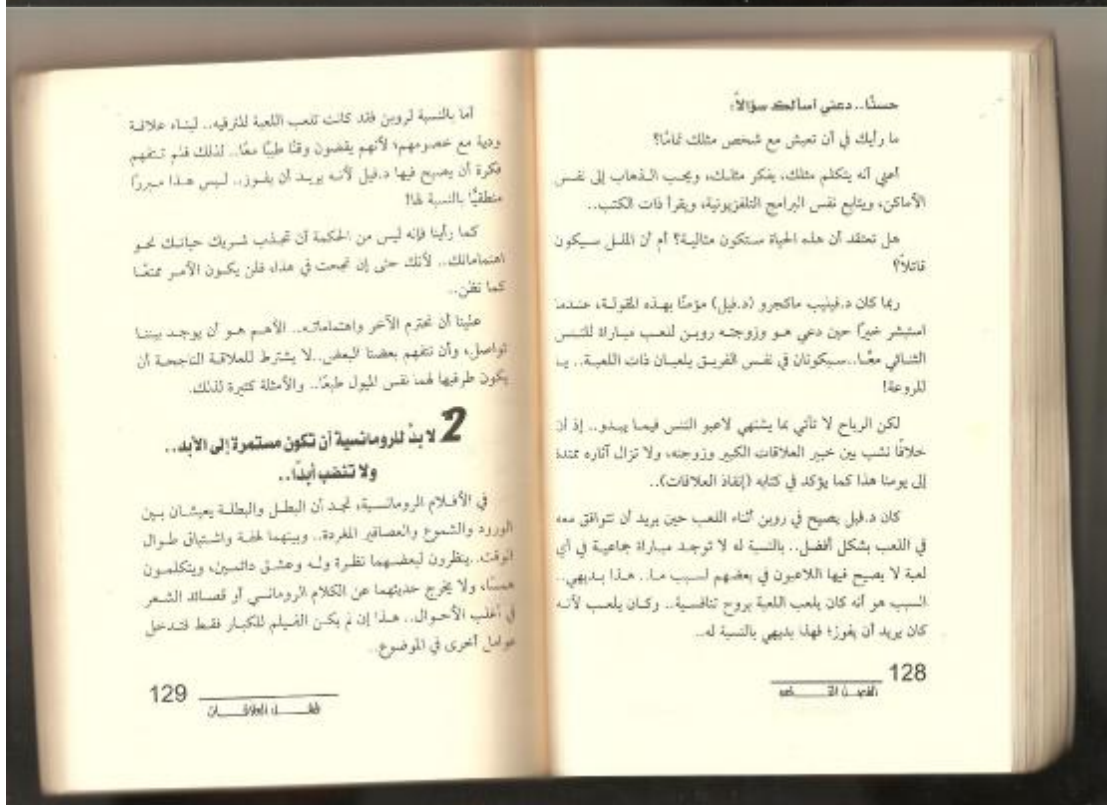 حسنًا.. دعني اسألك سؤالاً:
ما رأيك في أن تعيش مع شخص مثلك تمامًا؟
أعني أنه يتكلم مثلك، يفكر مثلك، ويحب الذهاب إلى نفس
الأماكن، ويتابع نفس البرامج التلفزيونية، ويقرأ ذات الكتب..
هل تعتقد أن هذه الحياة ستكون مثالية؟ أم أن الملل سيكون
قاتلاً؟
ربما كان د.فيليب ماكجرو (د.فيل) مؤمنًا بهذه المقولة، عندما
استبشر خيرًا حين دعي هو وزوجته روبن للعب مباراة للتنس
الثنائي معًا..سيكونان في نفس الفريق يلعبان ذات اللعبة.. يا
للروعة!
لكن الرياح لا تأتي بما يشتهي لاعبو التنس فيما يبدو.. إذ أن
خلافًا نشب بين خبير العلاقات الكبير وزوجته، ولا تزال آثاره ممتدة
إلى يومنا هذا كما يؤكد في كتابه (إنقاذ العلاقات)..
كان د.فيل يصيح في روبن أثناء اللعب حين يريد أن تتوافق معه
في اللعب بشكل أفضل.. بالنسبة له لا توجد مباراة جماعية في أي
لعبة لا يصيح فيها اللاعبون في بعضهم لسبب ما.. هذا بديهي..
السبب هو أنه كان يلعب اللعبة بروح تنافسية.. وكان يلعب لأنه
كان يريد أن يفوز؛ فهذا بديهي بالنسبة له..
128
أما بالنسبة لروبن فقد كانت تلعب اللعبة للترفيه.. لبناء علاقة
ودية مع خصومهم؛ لأنهم يقضون وقتًا طيبًا معًا.. لذلك فلم تتفهم
فكرة أن يصيح فيها د.فيل لأنه يريد أن يفوز.. ليس هذا مبررًا
منطقيًّا بالنسبة لها!
كما رأينا فإنه ليس من الحكمة أن تجذب شريك حياتك نحو
اهتماماتك.. لأنك حتى إن نجحت في هذا، فلن يكون الأمر ممتعًا
كما تظن..
علينا أن نحترم الآخر واهتماماته.. الأهم هو أن يوجد بيننا
تواصل، وأن نتفهم بعضنا البعض..لا يشترط للعلاقة الناجحة أن
يكون طرفيها لهما نفس الميول طبعًا.. والأمثلة كثيرة لذلك.
2 لا بدّ للرومانسية أن تكون مستمرة إلى الأبد..
ولا تنضب أبدًا..
في الأفلام الرومانسية، نجد أن البطل والبطلة يعيشان بين
الورود والشموع والعصافير المغردة.. وبينهما لهفة واشتياق طوال
الوقت..ينظرون لبعضهما نظرة وله وعشق دائمين، ويتكلمون
همسًا، ولا يخرج حديثهما عن الكلام الرومانسي أو قصائد الشعر
في أغلب الأحوال.. هذا إن لم يكن الفيلم للكبار فقط فتدخل
عوامل أخرى في الموضوع..
129